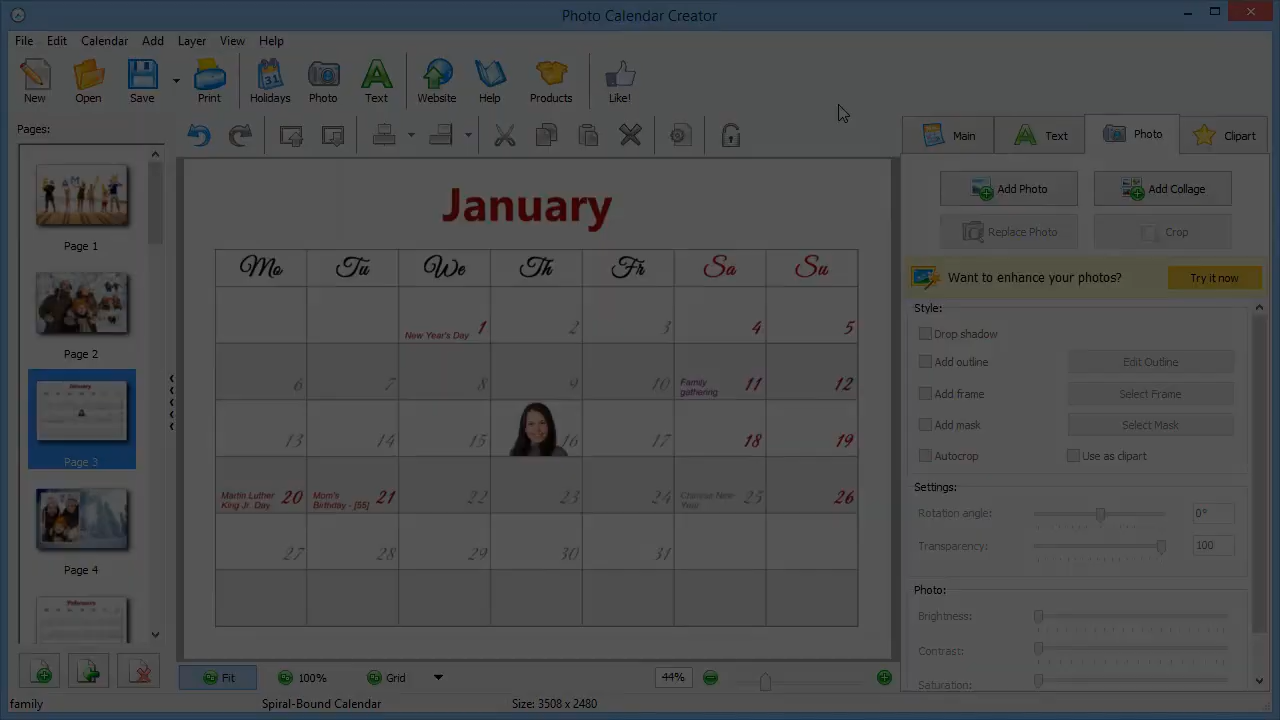 Photo Calendar Creator
File Edit Calendar Add Layer View Help
New Open Save Print Holidays Photo Text Website Help Products Like!
31
Pages:
Main Text Photo Clipart
Page 1
Page 2
Page 3
Page 4
January
Mo Tu We Th Fr Sa Su
New Year's Day 1 2 3 4 5
6 7 8 9 10 Family gathering 11 12
13 14 15 16 17 18 19
Martin Luther King Jr. Day 20 Mom's Birthday - [55] 21 22 23 24 Chinese New Year 25 26
27 28 29 30 31
Add Photo Add Collage
Replace Photo Crop
Want to enhance your photos? Try it now
Style:
Drop shadow
Add outline Edit Outline
Add frame Select Frame
Add mask Select Mask
Autocrop Use as clipart
Settings:
Rotation angle: 0°
Transparency: 100
Photo:
Brightness:
Contrast:
Saturation:
Fit 100% Grid 44%
family Spiral-Bound Calendar Size: 3508 x 2480